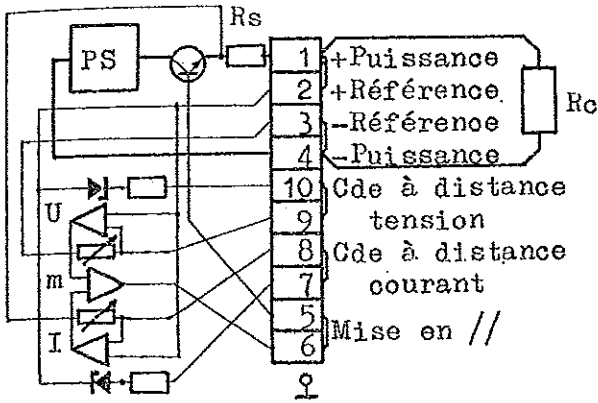 Rs
PS
1 +Puissance
2 +Référence
3 -Référence
4 -Puissance
Rc
10 Cde à distance
9 tension
8 Cde à distance
7 courant
5 Mise en //
6
U
m
I